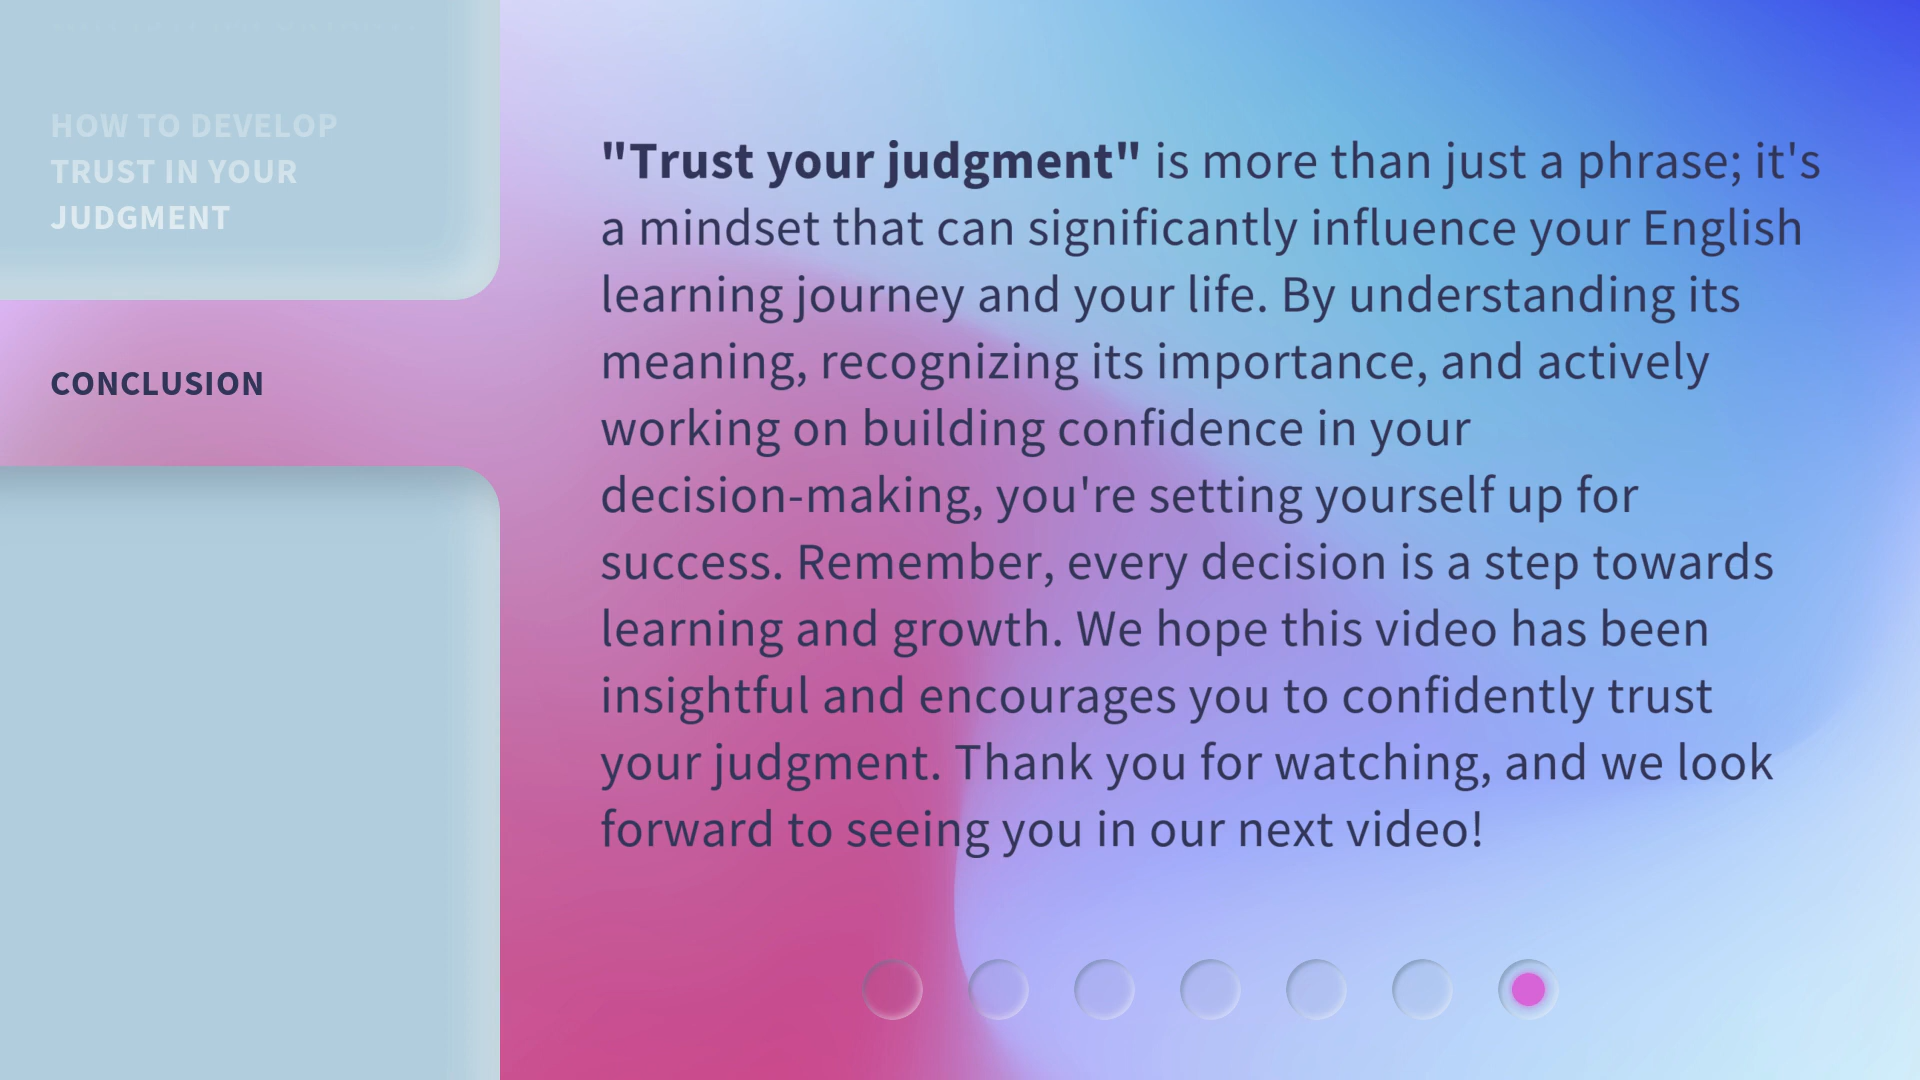 HOW TO DEVELOP
TRUST IN YOUR
JUDGMENT
CONCLUSION
"Trust your judgment" is more than just a phrase; it's
a mindset that can significantly influence your English
learning journey and your life. By understanding its
meaning, recognizing its importance, and actively
working on building confidence in your
decision-making, you're setting yourself up for
success. Remember, every decision is a step towards
learning and growth. We hope this video has been
insightful and encourages you to confidently trust
your judgment. Thank you for watching, and we look
forward to seeing you in our next video!